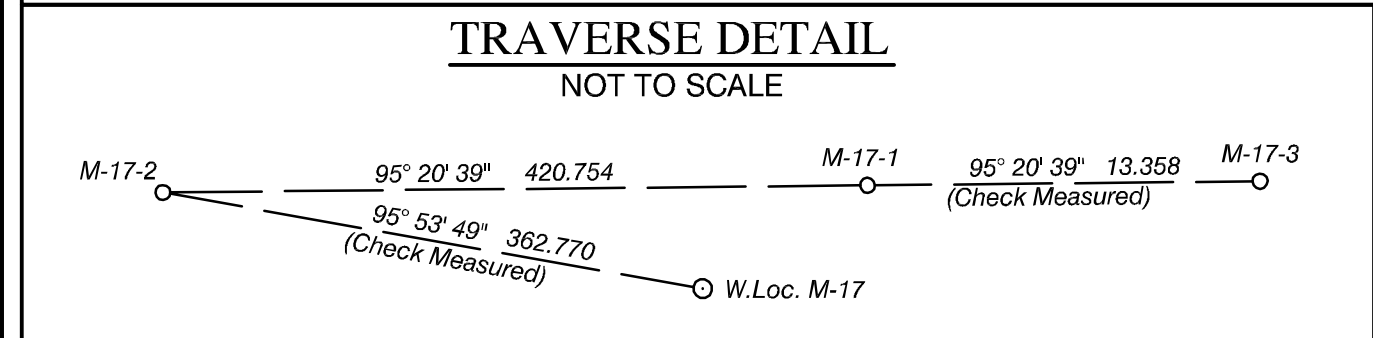 TRAVERSE DETAIL
NOT TO SCALE
M-17-2
95° 20' 39" 420.754
M-17-1
95° 20' 39" 13.358
(Check Measured)
M-17-3
95° 53' 49" 362.770
(Check Measured)
W.Loc. M-17